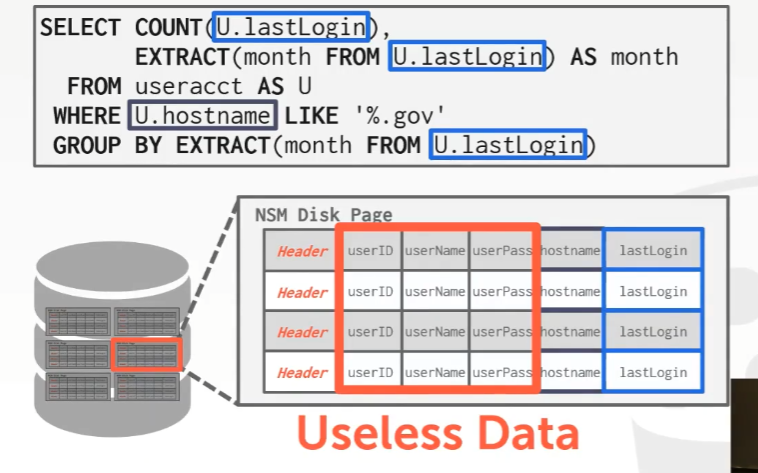 SELECT COUNT(U.lastLogin),
EXTRACT(month FROM U.lastLogin) AS month
FROM useracct AS U
WHERE U.hostname LIKE '%.gov'
GROUP BY EXTRACT(month FROM U.lastLogin)
NSM Disk Page
Header userID userName userPass hostname lastLogin
Header userID userName userPass hostname lastLogin
Header userID userName userPass hostname lastLogin
Header userID userName userPass hostname lastLogin
Useless Data